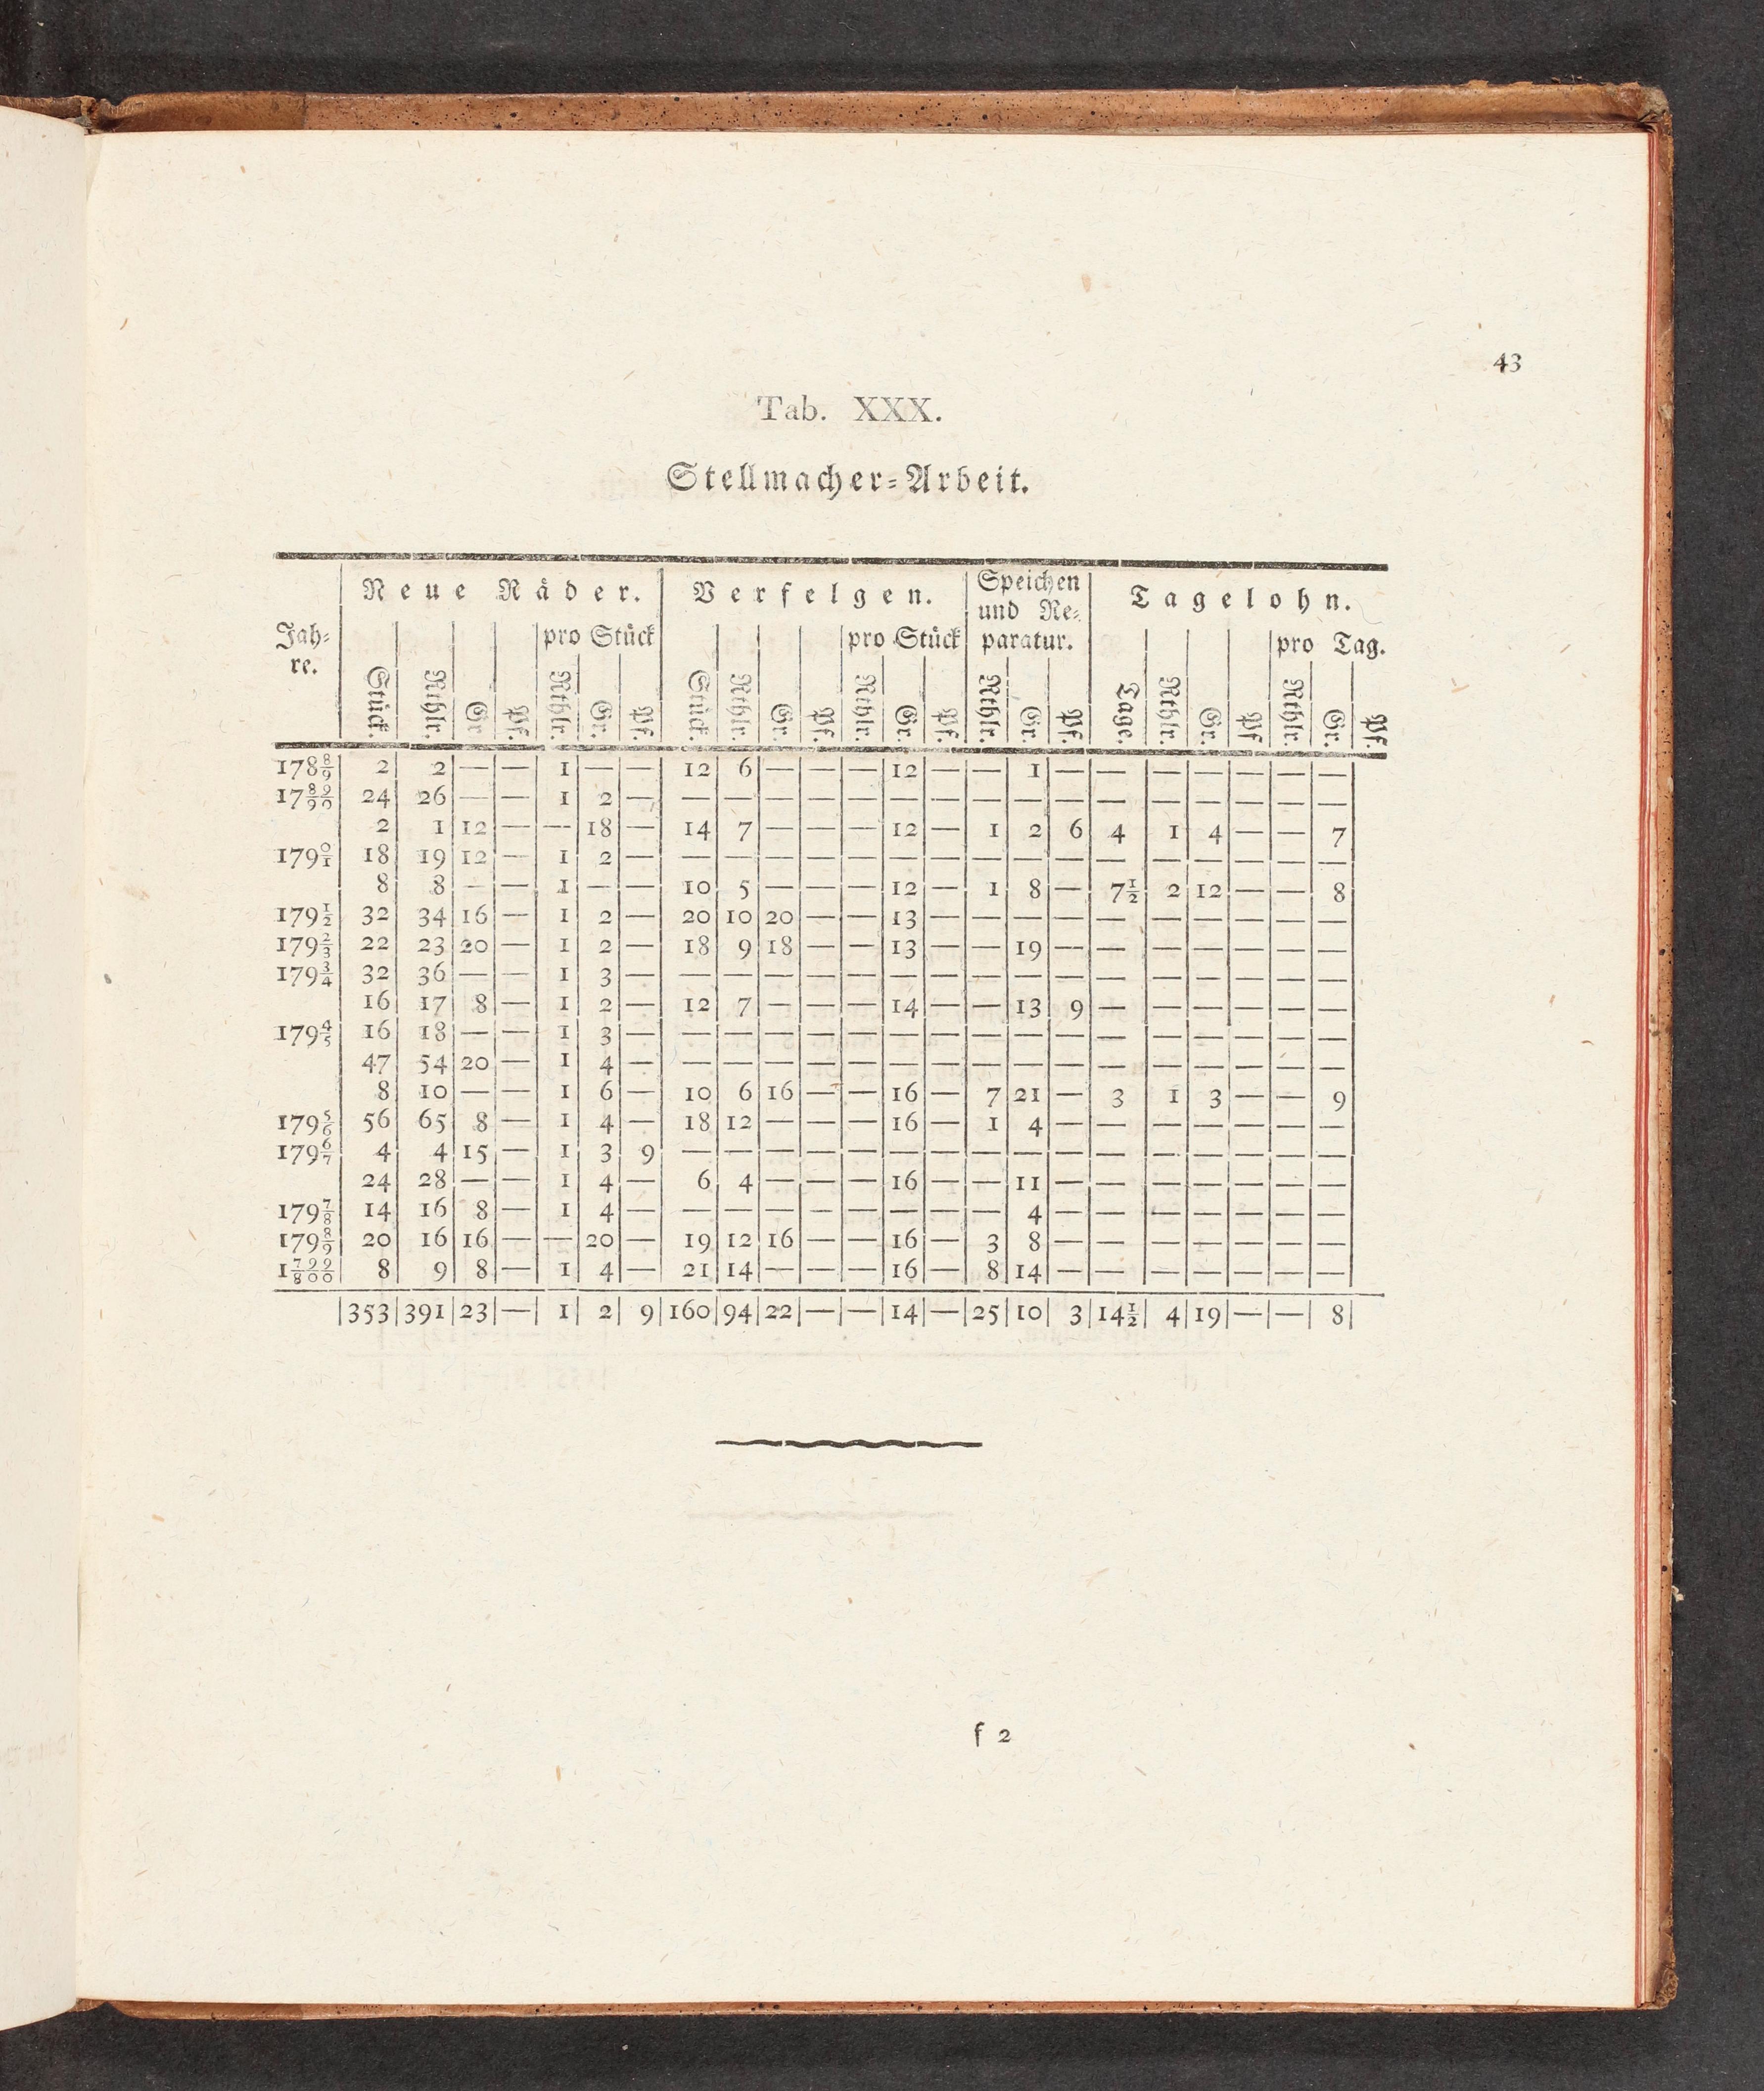 43
Tab. XXX.
Stellmacher=Arbeit.
Jah=
re.
Neue Räder.
Verfelgen.
Speichen
und Re=
paratur.
Tagelohn.
pro Stück
pro Stück
pro Tag.
Stück. Rthlr. Gr Pf. Rthlr. Gr. Pf. Stück. Rthlr. Gr. Pf. Rthlr. Gr. Pf. Rthlr. Gr. Pf. Tage. Rthlr. Gr. Pf Rthlr. Gr. Pf.
178 8/9 2 2 — — 1 — — 12 6 — — — 12 — — 1 — — — — — — —
17 89/90 24 26 — — 1 2 — — — — — — — — — — — — — — — — —
2 1 12 — — 18 — 14 7 — — — 12 — 1 2 6 4 1 4 — — 7
179 0/1 18 19 12 — 1 2 — — — — — — — — — — — — — — — — —
8 8 — — 1 — — 10 5 — — — 12 — 1 8 — 7½ 2 12 — — 8
179 1/2 32 34 16 — 1 2 — 20 10 20 — — 13 — — — — — — — — — —
179 2/3 22 23 20 — 1 2 — 18 9 18 — — 13 — — 19 — — — — — — —
179 3/4 32 36 — — 1 3 — — — — — — — — — — — — — — — — —
16 17 8 — 1 2 — 12 7 — — — 14 — — 13 9 — — — — — —
179 4/5 16 18 — — 1 3 — — — — — — — — — — — — — — — — —
47 54 20 — 1 4 — — — — — — — — — — — — — — — — —
8 10 — — 1 6 — 10 6 16 — — 16 — 7 21 — 3 1 3 — — 9
179 5/6 56 65 8 — 1 4 — 18 12 — — — 16 — 1 4 — — — — — — —
179 6/7 4 4 15 — 1 3 9 — — — — — — — — — — — — — — — —
24 28 — — 1 4 — 6 4 — — — 16 — — 11 — — — — — — —
179 7/8 14 16 8 — 1 4 — — — — — — — — — 4 — — — — — — —
179 8/9 20 16 16 — — 20 — 19 12 16 — — 16 — 3 8 — — — — — — —
1 799/800 8 9 8 — 1 4 — 21 14 — — — 16 — 8 14 — — — — — — —
353 391 23 — 1 2 9 160 94 22 — — 14 — 25 10 3 14½ 4 19 — — 8
f 2